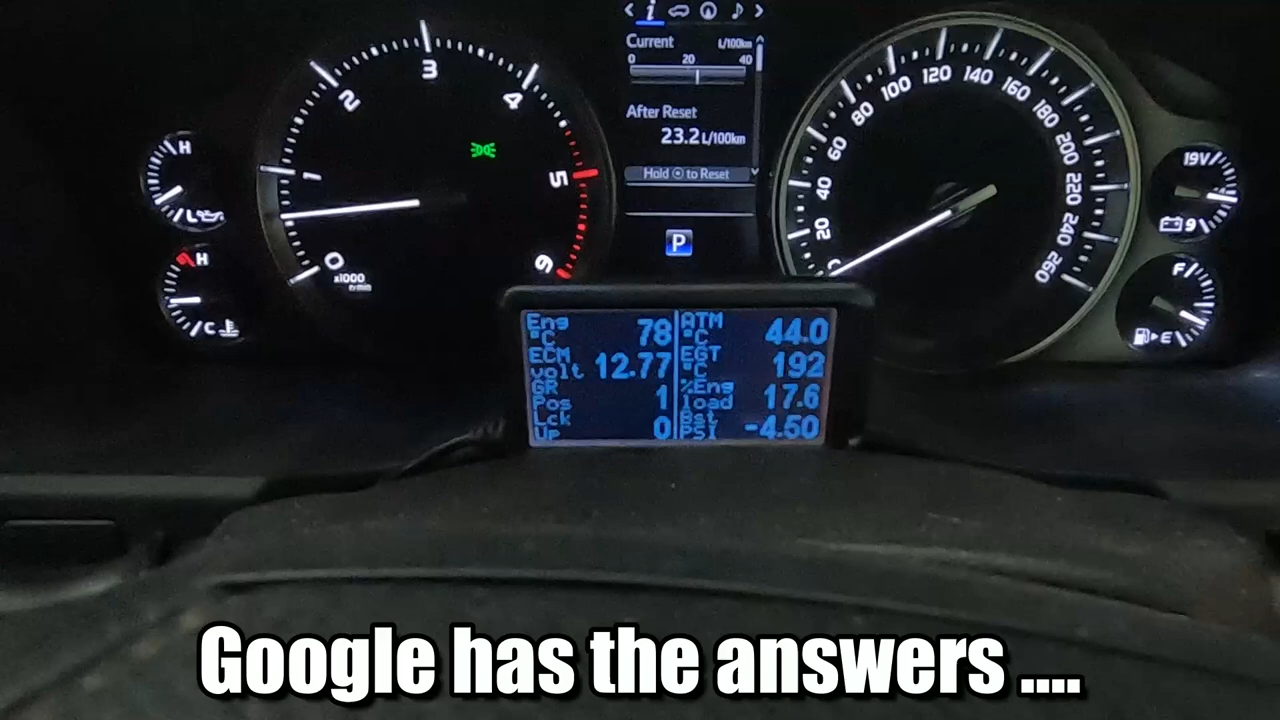 Current L/100km
0 20 40
After Reset
23.2 L/100km
Hold to Reset
P
H
L
H
C
0 1 2 3 4 5 6
x1000
r/min
0 20 40 60 80 100 120 140 160 180 200 220 240 260
19V
9
F
E
Eng °C 78
ECM volt 12.77
GR Pos 1
Lck Up 0
ATM °C 44.0
EGT °C 192
%Eng load 17.6
Bst PSI -4.50
Google has the answers ....